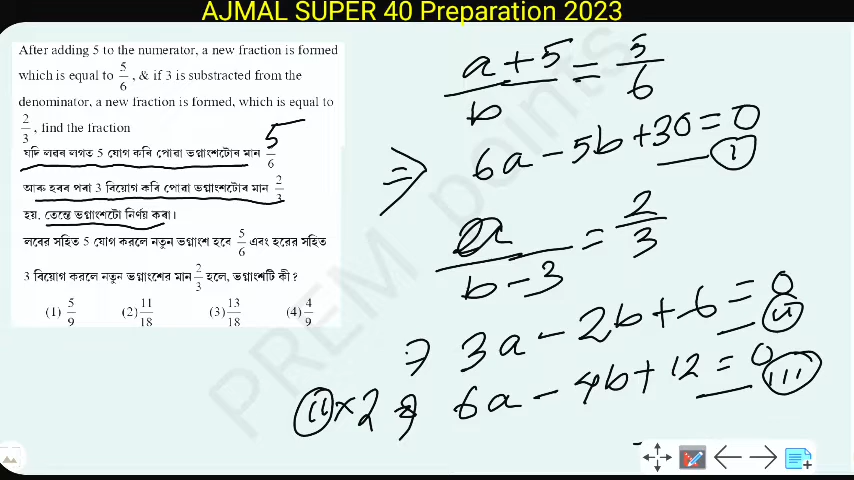 AJMAL SUPER 40 Preparation 2023
After adding 5 to the numerator, a new fraction is formed
which is equal to 5/6 , & if 3 is substracted from the
denominator, a new fraction is formed, which is equal to
2/3 , find the fraction
যদি লৱৰ লগত 5 যোগ কৰি পোৱা ভগ্নাংশটোৰ মান 5/6
আৰু হৰৰ পৰা 3 বিয়োগ কৰি পোৱা ভগ্নাংশটোৰ মান 2/3
হয়, তেন্তে ভগ্নাংশটো নিৰ্ণয় কৰা।
লবের সহিত 5 যোগ করলে নতুন ভগ্নাংশ হবে 5/6 এবং হরের সহিত
3 বিয়োগ করলে নতুন ভগ্নাংশের মান 2/3 হলে, ভগ্নাংশটি কী ?
(1) 5/9 (2) 11/18 (3) 13/18 (4) 4/9
5
(a+5)/b = 5/6
⇒ 6a - 5b + 30 = 0 — (i)
a/(b-3) = 2/3
⇒ 3a - 2b + 6 = 0 — (ii)
(ii) × 2 ⇒ 6a - 4b + 12 = 0 — (iii)
PREM points